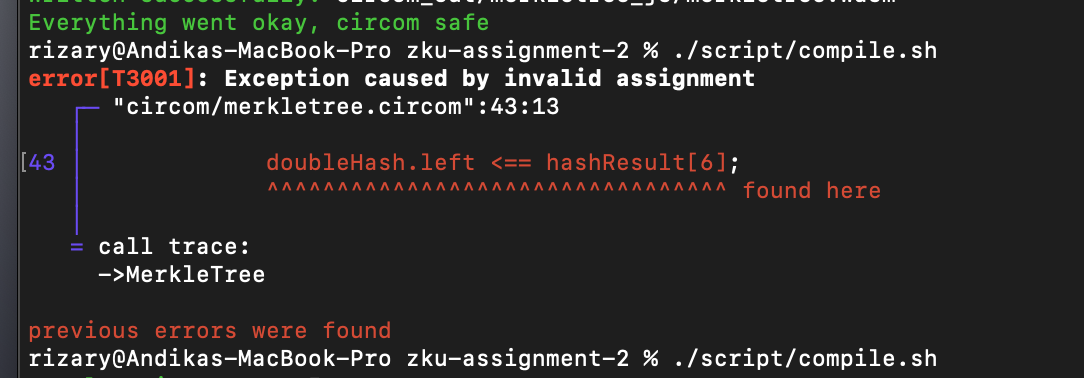 Everything went okay, circom safe
rizary@Andikas-MacBook-Pro zku-assignment-2 % ./script/compile.sh
error[T3001]: Exception caused by invalid assignment
"circom/merkletree.circom":43:13
43 doubleHash.left <== hashResult[6];
^^^^^^^^^^^^^^^^^^^^^^^^^^^^^^^^^ found here
= call trace:
->MerkleTree
previous errors were found
rizary@Andikas-MacBook-Pro zku-assignment-2 % ./script/compile.sh